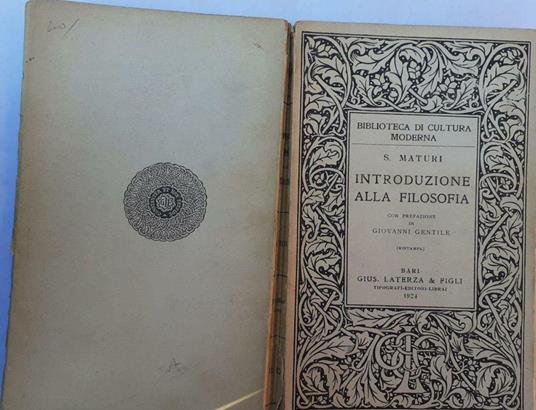 BIBLIOTECA DI CULTURA
MODERNA
S. MATURI
INTRODUZIONE
ALLA FILOSOFIA
CON PREFAZIONE
DI
GIOVANNI GENTILE
(RISTAMPA)
BARI
GIUS. LATERZA & FIGLI
TIPOGRAFI-EDITORI-LIBRAI
1924